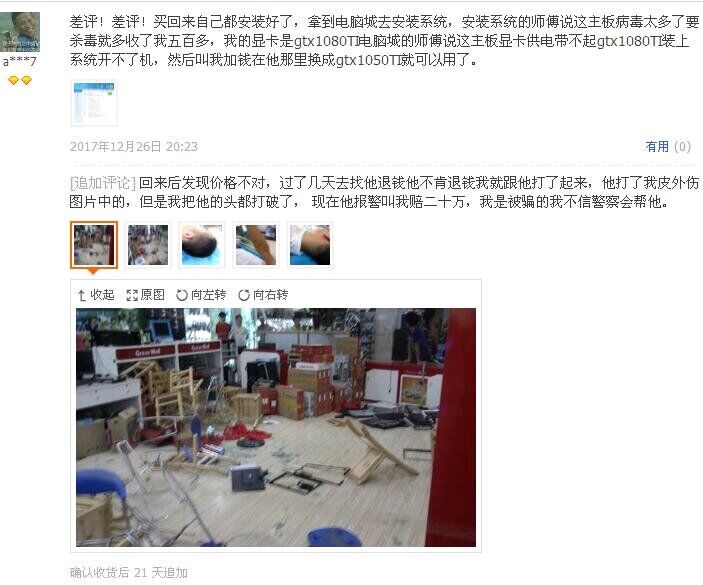 差评！差评！买回来自己都安装好了，拿到电脑城去安装系统，安装系统的师傅说这主板病毒太多了要
杀毒就多收了我五百多，我的显卡是gtx1080TI电脑城的师傅说这主板显卡供电带不起gtx1080TI装上
系统开不了机，然后叫我加钱在他那里换成gtx1050TI就可以用了。
a***7
2017年12月26日 20:23
有用 (0)
[追加评论] 回来后发现价格不对，过了几天去找他退钱他不肯退钱我就跟他打了起来，他打了我皮外伤
图片中的，但是我把他的头都打破了， 现在他报警叫我赔二十万，我是被骗的我不信警察会帮他。
收起 原图 向左转 向右转
Great Wall
Great Wall
确认收货后 21 天追加